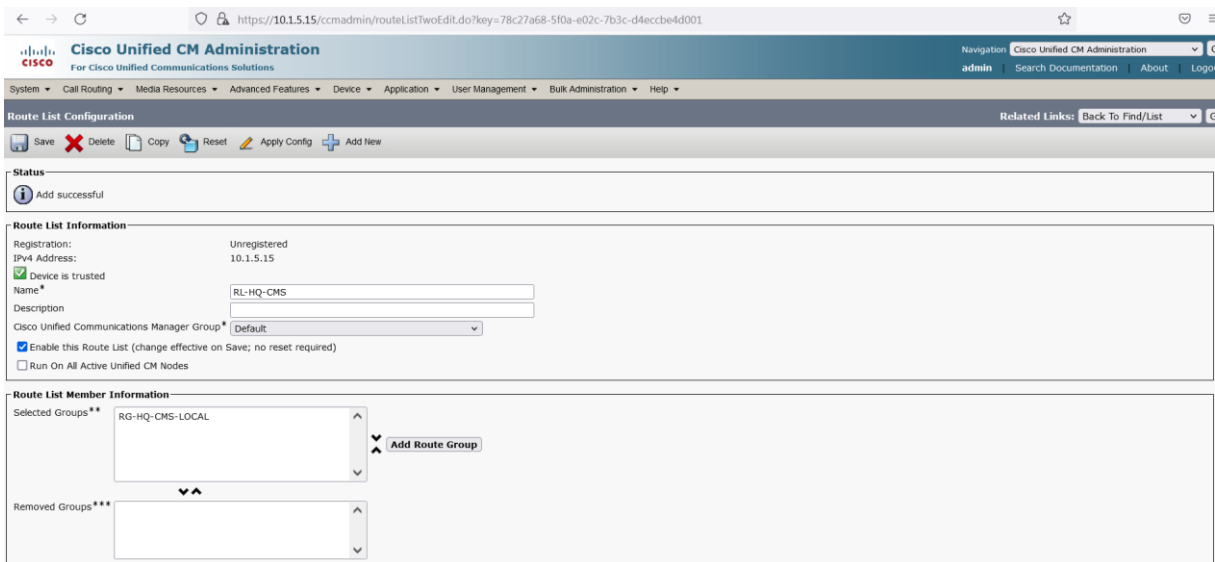 https://10.1.5.15/ccmadmin/routeListTwoEdit.do?key=78c27a68-5f0a-e02c-7b3c-d4eccbe4d001
cisco
Cisco Unified CM Administration
For Cisco Unified Communications Solutions
Navigation Cisco Unified CM Administration
admin | Search Documentation | About | Logou
System Call Routing Media Resources Advanced Features Device Application User Management Bulk Administration Help
Route List Configuration
Related Links: Back To Find/List
Save Delete Copy Reset Apply Config Add New
Status
Add successful
Route List Information
Registration: Unregistered
IPv4 Address: 10.1.5.15
Device is trusted
Name* RL-HQ-CMS
Description
Cisco Unified Communications Manager Group* Default
Enable this Route List (change effective on Save; no reset required)
Run On All Active Unified CM Nodes
Route List Member Information
Selected Groups** RG-HQ-CMS-LOCAL
Add Route Group
Removed Groups***